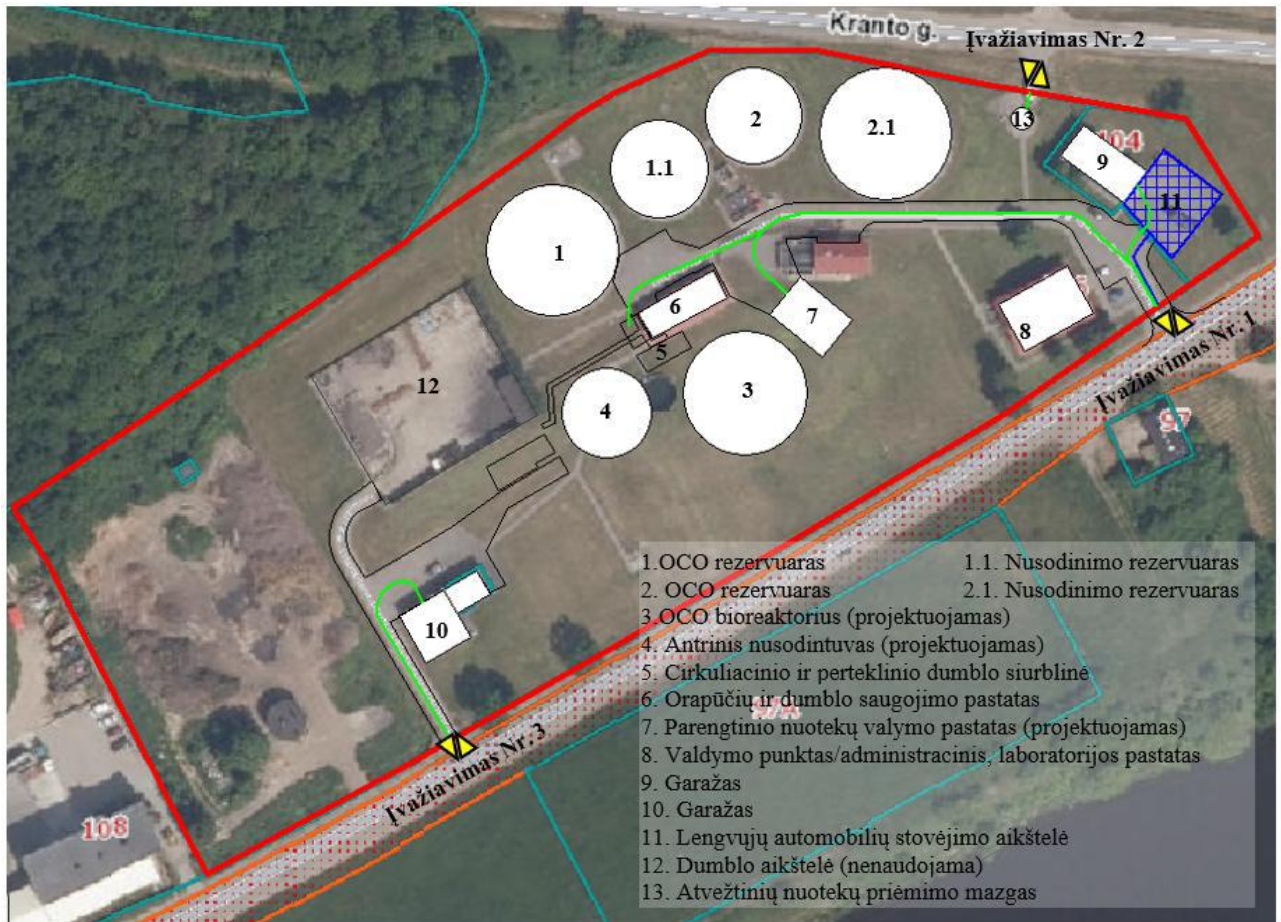 Kranto g.
Įvažiavimas Nr. 2
2
2.1
13
104
1.1
9
11
1
6
7
8
5
Įvažiavimas Nr. 1
12
3
4
97
10
Įvažiavimas Nr. 3
108
97A
1.OCO rezervuaras 1.1. Nusodinimo rezervuaras
2. OCO rezervuaras 2.1. Nusodinimo rezervuaras
3.OCO bioreaktorius (projektuojamas)
4. Antrinis nusodintuvas (projektuojamas)
5. Cirkuliacinio ir perteklinio dumblo siurblinė
6. Orapūčių ir dumblo saugojimo pastatas
7. Parengtinio nuotekų valymo pastatas (projektuojamas)
8. Valdymo punktas/administracinis, laboratorijos pastatas
9. Garažas
10. Garažas
11. Lengvųjų automobilių stovėjimo aikštelė
12. Dumblo aikštelė (nenaudojama)
13. Atvežtinių nuotekų priėmimo mazgas